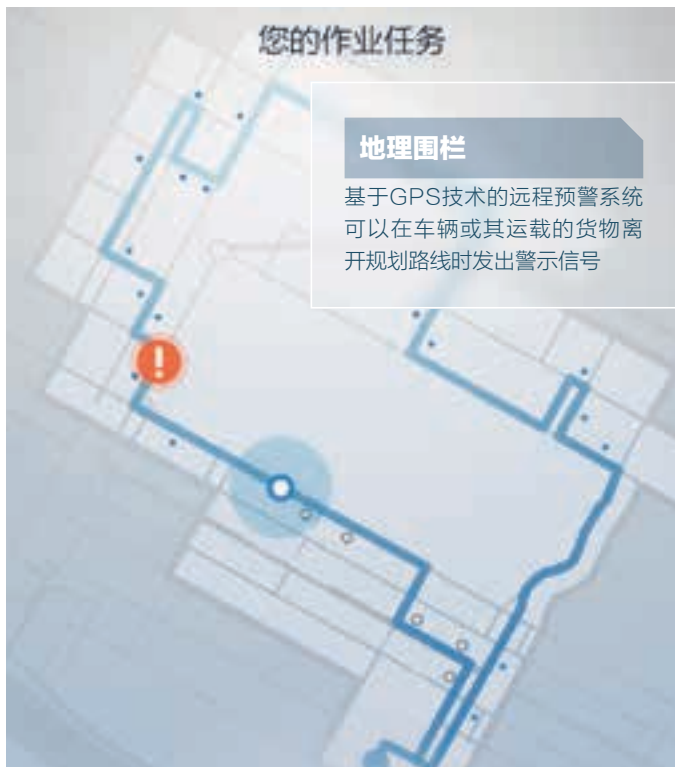 您的作业任务
地理围栏
基于GPS技术的远程预警系统
可以在车辆或其运载的货物离
开规划路线时发出警示信号
!